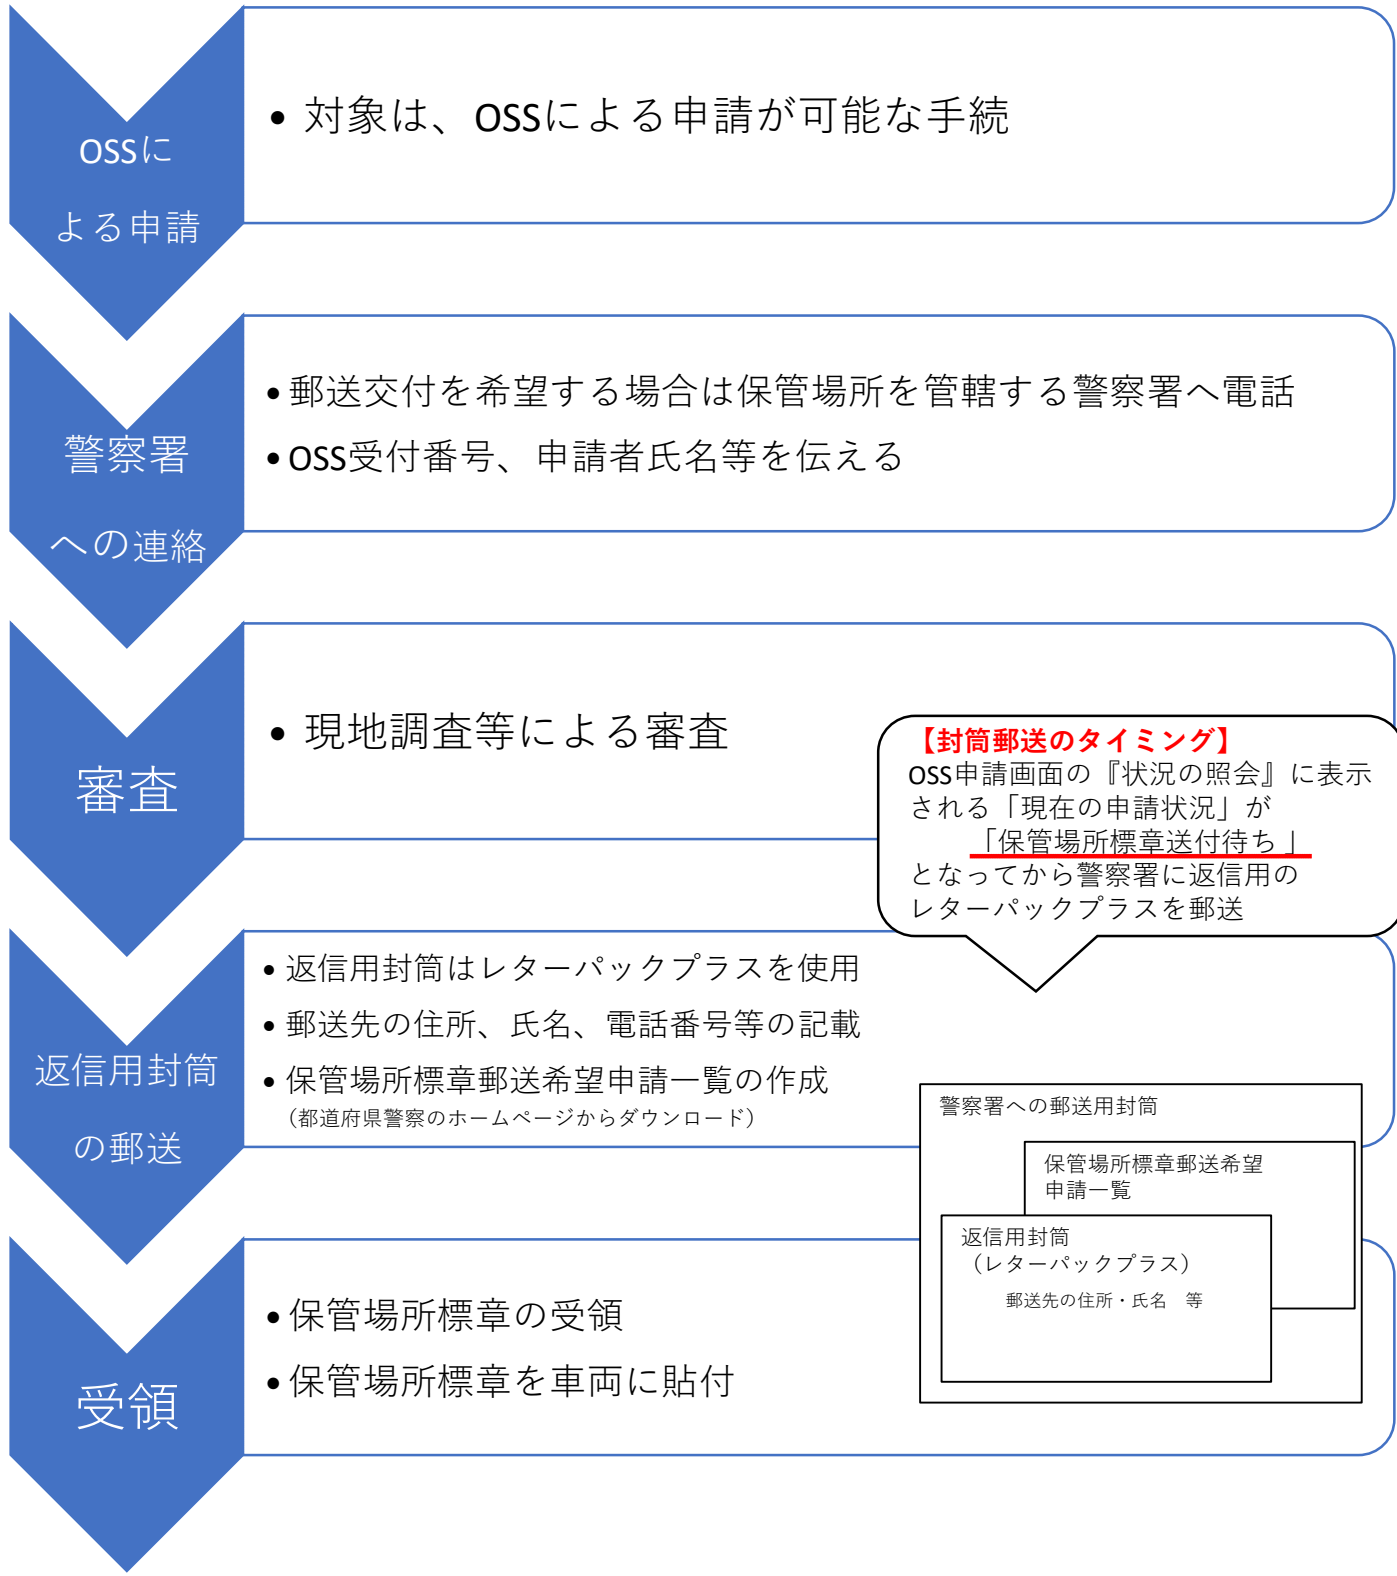 OSSに
よる申請
• 対象は、OSSによる申請が可能な手続
警察署
への連絡
• 郵送交付を希望する場合は保管場所を管轄する警察署へ電話
• OSS受付番号、申請者氏名等を伝える
審査
• 現地調査等による審査
【封筒郵送のタイミング】
OSS申請画面の『状況の照会』に表示
される「現在の申請状況」が
「保管場所標章送付待ち」
となってから警察署に返信用の
レターパックプラスを郵送
返信用封筒
の郵送
• 返信用封筒はレターパックプラスを使用
• 郵送先の住所、氏名、電話番号等の記載
• 保管場所標章郵送希望申請一覧の作成
（都道府県警察のホームページからダウンロード）
警察署への郵送用封筒
保管場所標章郵送希望
申請一覧
返信用封筒
（レターパックプラス）
郵送先の住所・氏名　等
受領
• 保管場所標章の受領
• 保管場所標章を車両に貼付